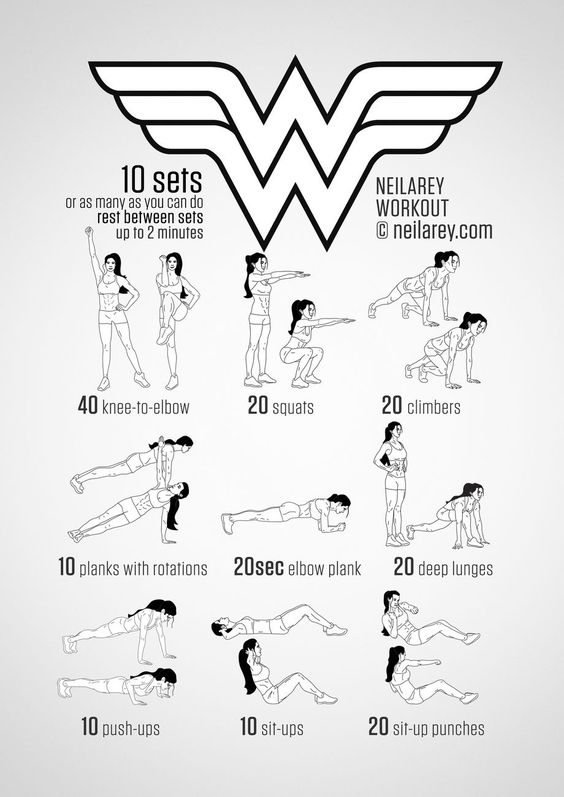 10 sets
or as many as you can do
rest between sets
up to 2 minutes
NEILAREY
WORKOUT
© neilarey.com
40 knee-to-elbow
20 squats
20 climbers
10 planks with rotations
20sec elbow plank
20 deep lunges
10 push-ups
10 sit-ups
20 sit-up punches